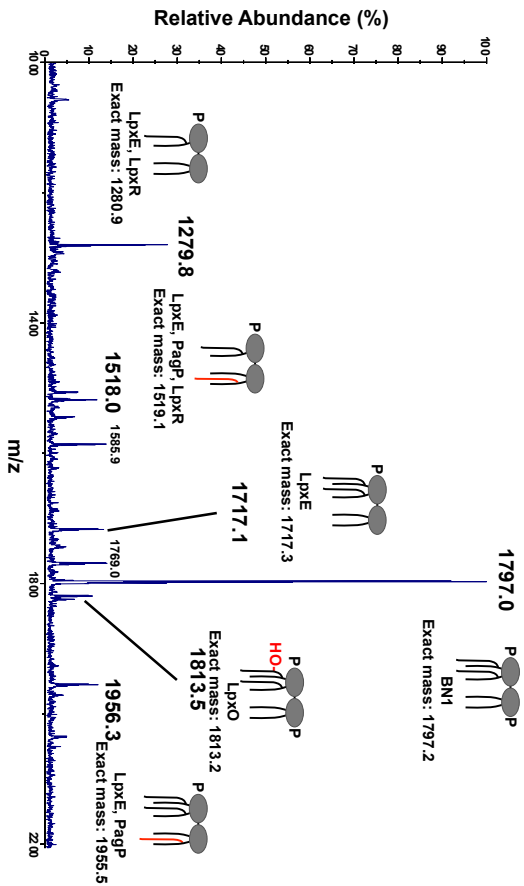 Relative Abundance (%)
0
10
20
30
40
50
60
70
80
90
100
1000
1400
1800
2200
m/z
P
LpxE, LpxR
Exact mass: 1280.9
1279.8
P
LpxE, PagP, LpxR
Exact mass: 1519.1
1518.0
1585.9
P
LpxE
Exact mass: 1717.3
1717.1
1769.0
1797.0
P
P
BN1
Exact mass: 1797.2
HO
P
P
LpxO
Exact mass: 1813.2
1813.5
1956.3
P
LpxE, PagP
Exact mass: 1955.5